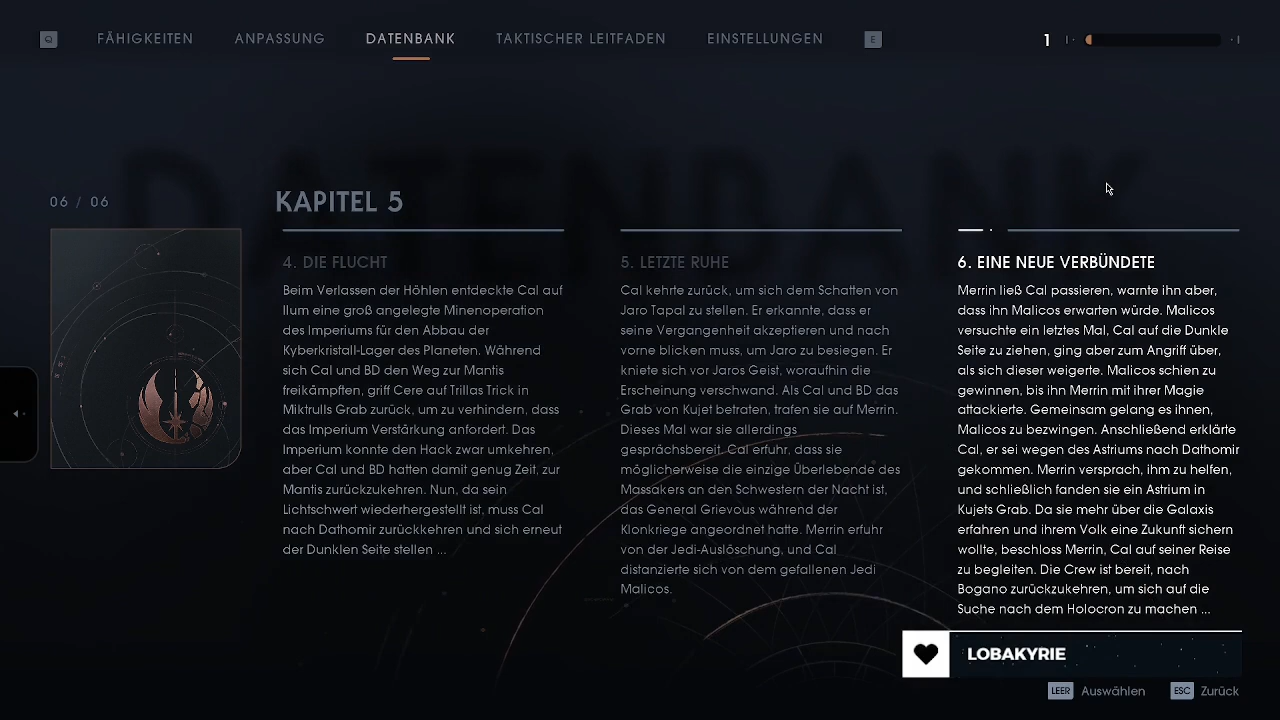 Q FÄHIGKEITEN ANPASSUNG DATENBANK TAKTISCHER LEITFADEN EINSTELLUNGEN E 1
DATENBANK
06 / 06
KAPITEL 5
4. DIE FLUCHT
Beim Verlassen der Höhlen entdeckte Cal auf
Ilum eine groß angelegte Minenoperation
des Imperiums für den Abbau der
Kyberkristall-Lager des Planeten. Während
sich Cal und BD den Weg zur Mantis
freikämpften, griff Cere auf Trillas Trick in
Miktrulls Grab zurück, um zu verhindern, dass
das Imperium Verstärkung anfordert. Das
Imperium konnte den Hack zwar umkehren,
aber Cal und BD hatten damit genug Zeit, zur
Mantis zurückzukehren. Nun, da sein
Lichtschwert wiederhergestellt ist, muss Cal
nach Dathomir zurückkehren und sich erneut
der Dunklen Seite stellen ...
5. LETZTE RUHE
Cal kehrte zurück, um sich dem Schatten von
Jaro Tapal zu stellen. Er erkannte, dass er
seine Vergangenheit akzeptieren und nach
vorne blicken muss, um Jaro zu besiegen. Er
kniete sich vor Jaros Geist, woraufhin die
Erscheinung verschwand. Als Cal und BD das
Grab von Kujet betraten, trafen sie auf Merrin.
Dieses Mal war sie allerdings
gesprächsbereit. Cal erfuhr, dass sie
möglicherweise die einzige Überlebende des
Massakers an den Schwestern der Nacht ist,
das General Grievous während der
Klonkriege angeordnet hatte. Merrin erfuhr
von der Jedi-Auslöschung, und Cal
distanzierte sich von dem gefallenen Jedi
Malicos.
6. EINE NEUE VERBÜNDETE
Merrin ließ Cal passieren, warnte ihn aber,
dass ihn Malicos erwarten würde. Malicos
versuchte ein letztes Mal, Cal auf die Dunkle
Seite zu ziehen, ging aber zum Angriff über,
als sich dieser weigerte. Malicos schien zu
gewinnen, bis ihn Merrin mit ihrer Magie
attackierte. Gemeinsam gelang es ihnen,
Malicos zu bezwingen. Anschließend erklärte
Cal, er sei wegen des Astriums nach Dathomir
gekommen. Merrin versprach, ihm zu helfen,
und schließlich fanden sie ein Astrium in
Kujets Grab. Da sie mehr über die Galaxis
erfahren und ihrem Volk eine Zukunft sichern
wollte, beschloss Merrin, Cal auf seiner Reise
zu begleiten. Die Crew ist bereit, nach
Bogano zurückzukehren, um sich auf die
Suche nach dem Holocron zu machen ...
LOBAKYRIE
LEER Auswählen ESC Zurück